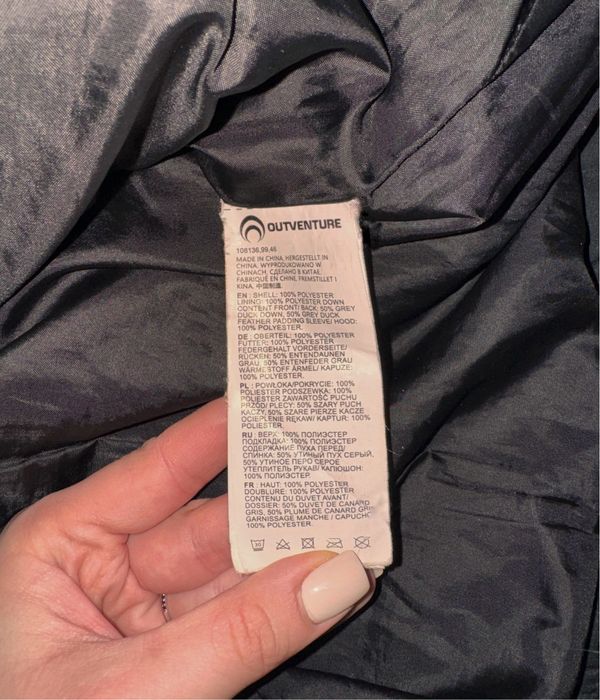 OUTVENTURE
108136,99,46
MADE IN CHINA, HERGESTELLT IN
CHINA, WYPRODUKOWANO W
CHINACH, СДЕЛАНО В КИТАЕ,
FABRIQUÉ EN CHINE, FREMSTILLET I
KINA, 中国制造
EN : SHELL: 100% POLYESTER
LINING: 100% POLYESTER DOWN
CONTENT FRONT/ BACK: 50% GREY
DUCK DOWN, 50% GREY DUCK
FEATHER PADDING SLEEVE/ HOOD:
100% POLYESTER.
DE : OBERTEIL: 100% POLYESTER
FUTTER: 100% POLYESTER
FEDERGEHALT VORDERSEITE/
RÜCKEN: 50% ENTENDAUNEN
GRAU, 50% ENTENFEDER GRAU
WÄRMESTOFF ÄRMEL/ KAPUZE:
100% POLYESTER.
PL : POWŁOKA/POKRYCIE: 100%
POLIESTER PODSZEWKA: 100%
POLIESTER ZAWARTOŚĆ PUCHU
PRZÓD/ PLECY: 50% SZARY PUCH
KACZY, 50% SZARE PIERZE KACZE
OCIEPLENIE RĘKAW/ KAPTUR: 100%
POLIESTER
RU : ВЕРХ: 100% ПОЛИЭСТЕР
ПОДКЛАДКА: 100% ПОЛИЭСТЕР
СОДЕРЖАНИЕ ПУХА ПЕРЕД/
СПИНКА: 50% УТИНЫЙ ПУХ СЕРЫЙ,
50% УТИНОЕ ПЕРО СЕРОЕ
УТЕПЛИТЕЛЬ РУКАВ/ КАПЮШОН:
100% ПОЛИЭСТЕР.
FR : HAUT: 100% POLYESTER
DOUBLURE: 100% POLYESTER
CONTENU DU DUVET AVANT/
DOSSIER: 50% DUVET DE CANARD
GRIS, 50% PLUME DE CANARD GRIS
GARNISSAGE MANCHE / CAPUCHE
100% POLYESTER.
30